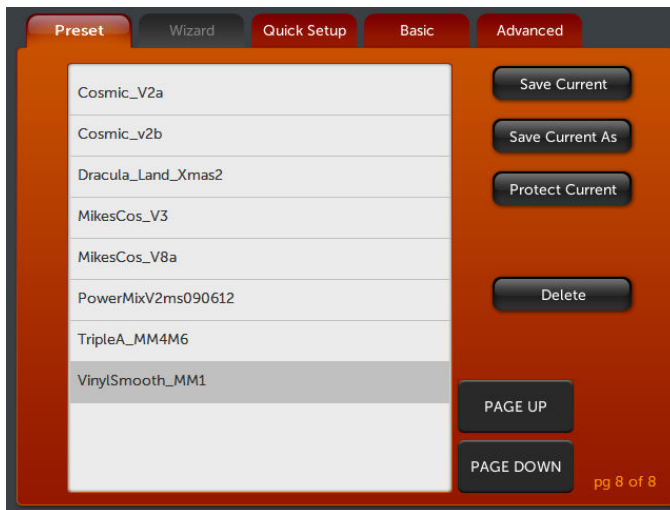 Preset Wizard Quick Setup Basic Advanced
Cosmic_V2a
Cosmic_v2b
Dracula_Land_Xmas2
MikesCos_V3
MikesCos_V8a
PowerMixV2ms090612
TripleA_MM4M6
VinylSmooth_MM1
Save Current
Save Current As
Protect Current
Delete
PAGE UP
PAGE DOWN
pg 8 of 8